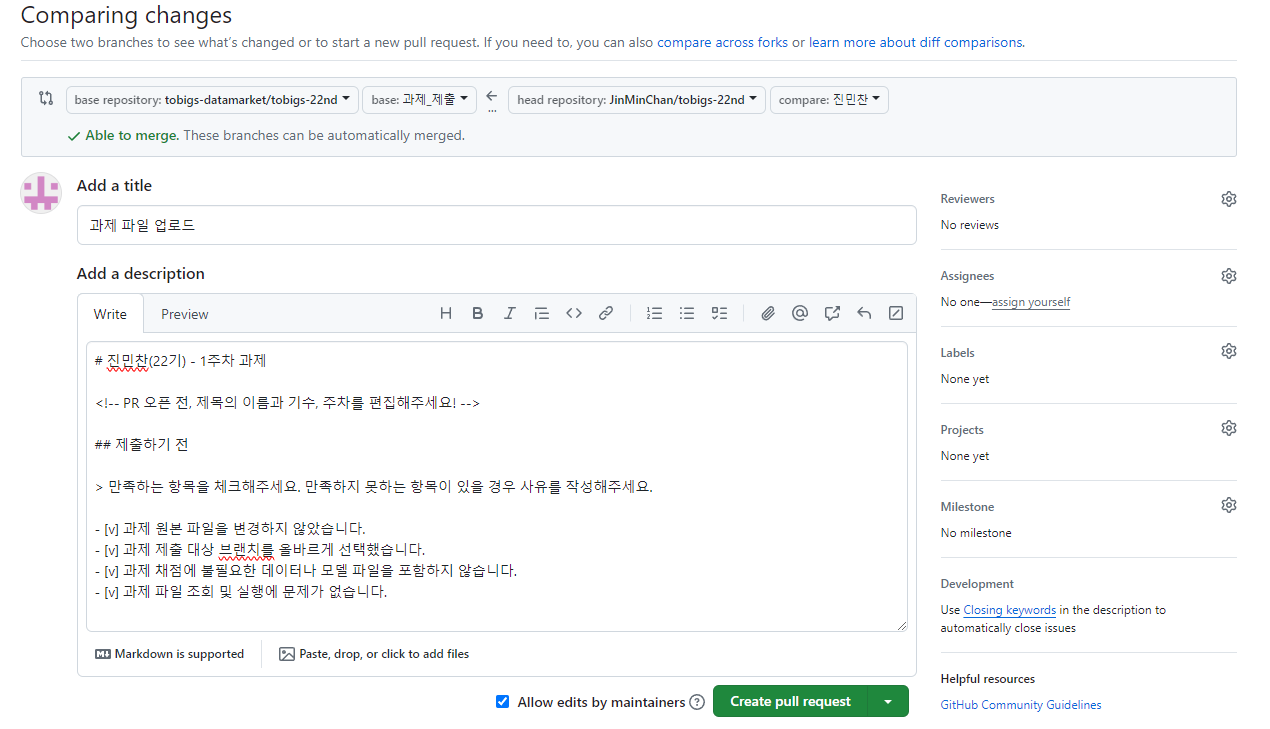 Comparing changes
Choose two branches to see what's changed or to start a new pull request. If you need to, you can also compare across forks or learn more about diff comparisons.
base repository: tobigs-datamarket/tobigs-22nd base: 과제_제출 ... head repository: JinMinChan/tobigs-22nd compare: 진민찬
Able to merge. These branches can be automatically merged.
Add a title
과제 파일 업로드
Add a description
Write Preview
# 진민찬(22기) - 1주차 과제
<!-- PR 오픈 전, 제목의 이름과 기수, 주차를 편집해주세요! -->
## 제출하기 전
> 만족하는 항목을 체크해주세요. 만족하지 못하는 항목이 있을 경우 사유를 작성해주세요.
- [v] 과제 원본 파일을 변경하지 않았습니다.
- [v] 과제 제출 대상 브랜치를 올바르게 선택했습니다.
- [v] 과제 채점에 불필요한 데이터나 모델 파일을 포함하지 않습니다.
- [v] 과제 파일 조회 및 실행에 문제가 없습니다.
Markdown is supported
Paste, drop, or click to add files
Allow edits by maintainers
Create pull request
Reviewers
No reviews
Assignees
No one—assign yourself
Labels
None yet
Projects
None yet
Milestone
No milestone
Development
Use Closing keywords in the description to
automatically close issues
Helpful resources
GitHub Community Guidelines